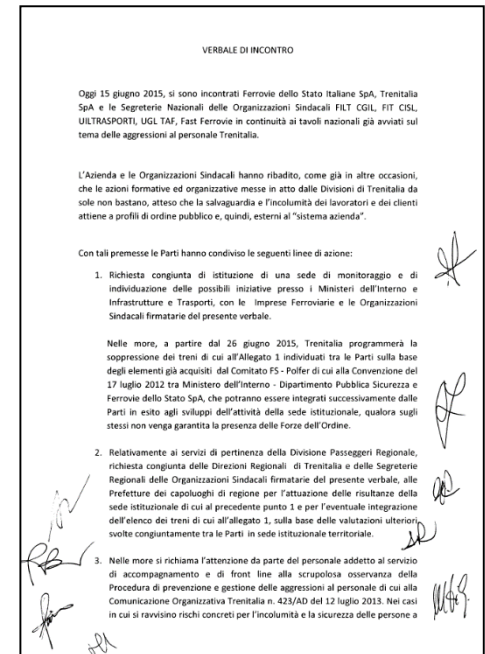 VERBALE DI INCONTRO
Oggi 15 giugno 2015, si sono incontrati Ferrovie dello Stato Italiane SpA, Trenitalia
SpA e le Segreterie Nazionali delle Organizzazioni Sindacali FILT CGIL, FIT CISL,
UILTRASPORTI, UGL TAF, Fast Ferrovie in continuità ai tavoli nazionali già avviati sul
tema delle aggressioni al personale Trenitalia.
L'Azienda e le Organizzazioni Sindacali hanno ribadito, come già in altre occasioni,
che le azioni formative ed organizzative messe in atto dalle Divisioni di Trenitalia da
sole non bastano, atteso che la salvaguardia e l'incolumità dei lavoratori e dei clienti
attiene a profili di ordine pubblico e, quindi, esterni al "sistema azienda".
Con tali premesse le Parti hanno condiviso le seguenti linee di azione:
1. Richiesta congiunta di istituzione di una sede di monitoraggio e di
individuazione delle possibili iniziative presso i Ministeri dell'Interno e
Infrastrutture e Trasporti, con le Imprese Ferroviarie e le Organizzazioni
Sindacali firmatarie del presente verbale.
Nelle more, a partire dal 26 giugno 2015, Trenitalia programmerà la
soppressione dei treni di cui all'Allegato 1 individuati tra le Parti sulla base
degli elementi già acquisiti dal Comitato FS - Polfer di cui alla Convenzione del
17 luglio 2012 tra Ministero dell'Interno - Dipartimento Pubblica Sicurezza e
Ferrovie dello Stato SpA, che potranno essere integrati successivamente dalle
Parti in esito agli sviluppi dell'attività della sede istituzionale, qualora sugli
stessi non venga garantita la presenza delle Forze dell'Ordine.
2. Relativamente ai servizi di pertinenza della Divisione Passeggeri Regionale,
richiesta congiunta delle Direzioni Regionali di Trenitalia e delle Segreterie
Regionali delle Organizzazioni Sindacali firmatarie del presente verbale, alle
Prefetture dei capoluoghi di regione per l'attuazione delle risultanze della
sede istituzionale di cui al precedente punto 1 e per l'eventuale integrazione
dell'elenco dei treni di cui all'allegato 1, sulla base delle valutazioni ulteriori
svolte congiuntamente tra le Parti in sede istituzionale territoriale.
3. Nelle more si richiama l'attenzione da parte del personale addetto al servizio
di accompagnamento e di front line alla scrupolosa osservanza della
Procedura di prevenzione e gestione delle aggressioni al personale di cui alla
Comunicazione Organizzativa Trenitalia n. 423/AD del 12 luglio 2013. Nei casi
in cui si ravvisino rischi concreti per l'incolumità e la sicurezza delle persone a